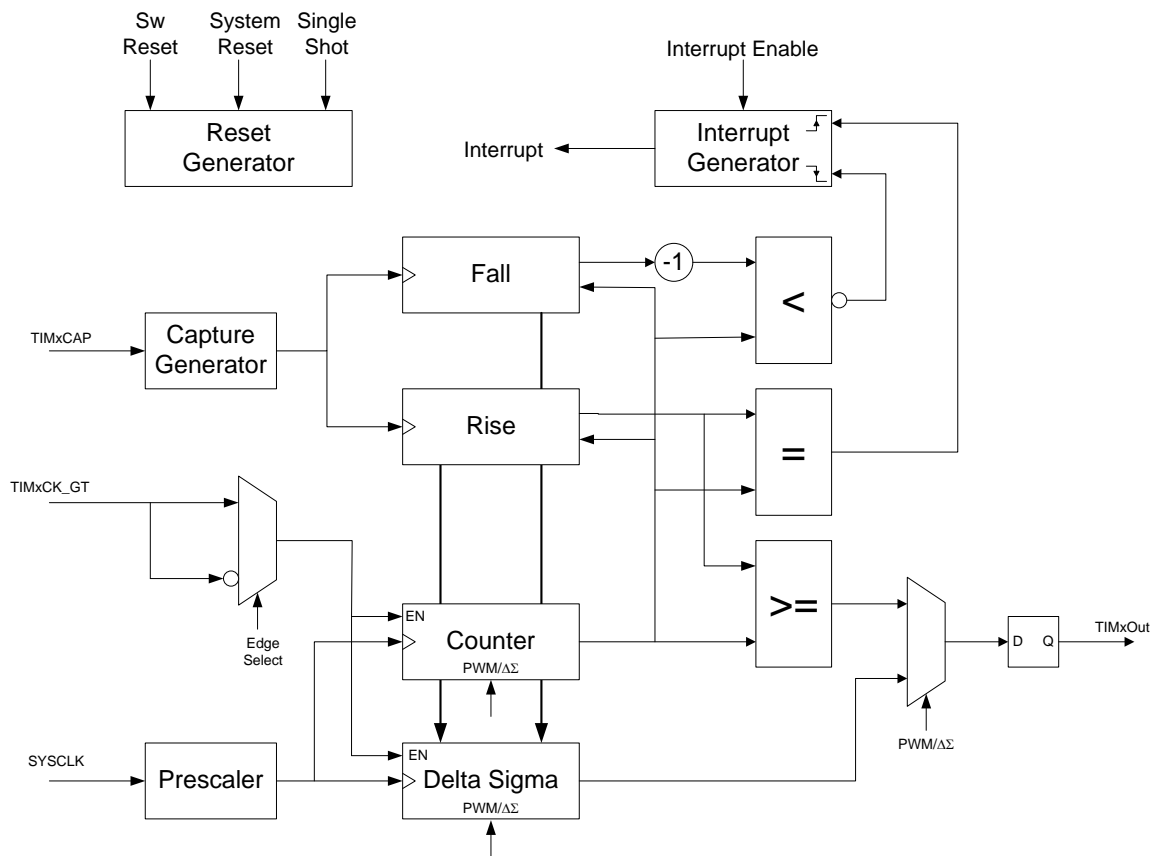 Sw
Reset
System
Reset
Single
Shot
Interrupt Enable
Reset
Generator
Interrupt
Interrupt
Generator
Fall
-1
<
TIMxCAP
Capture
Generator
Rise
=
TIMxCK_GT
>=
EN
Counter
PWM/ΔΣ
Edge
Select
D Q
TIMxOut
PWM/ΔΣ
SYSCLK
Prescaler
EN
Delta Sigma
PWM/ΔΣ